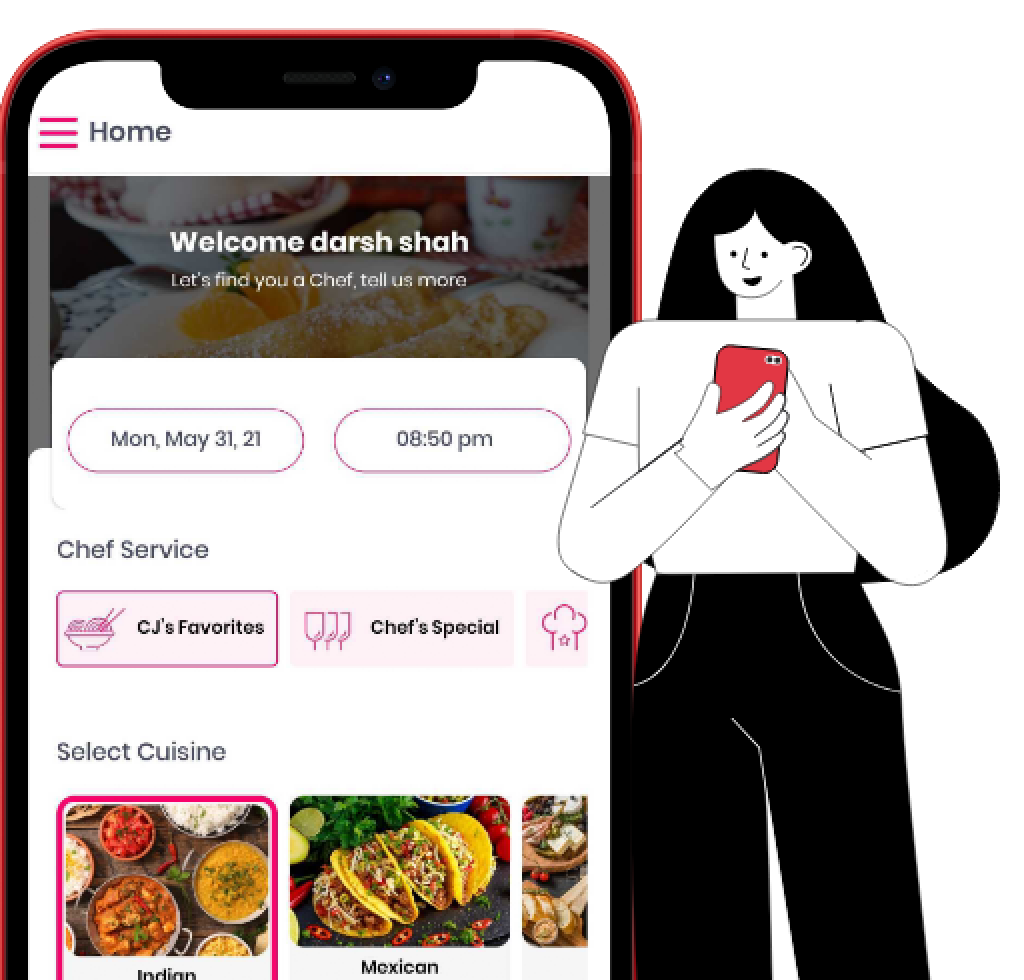 Home
Welcome darsh shah
Let's find you a Chef, tell us more
Mon, May 31, 21
08:50 pm
Chef Service
CJ's Favorites
Chef's Special
Select Cuisine
Indian
Mexican